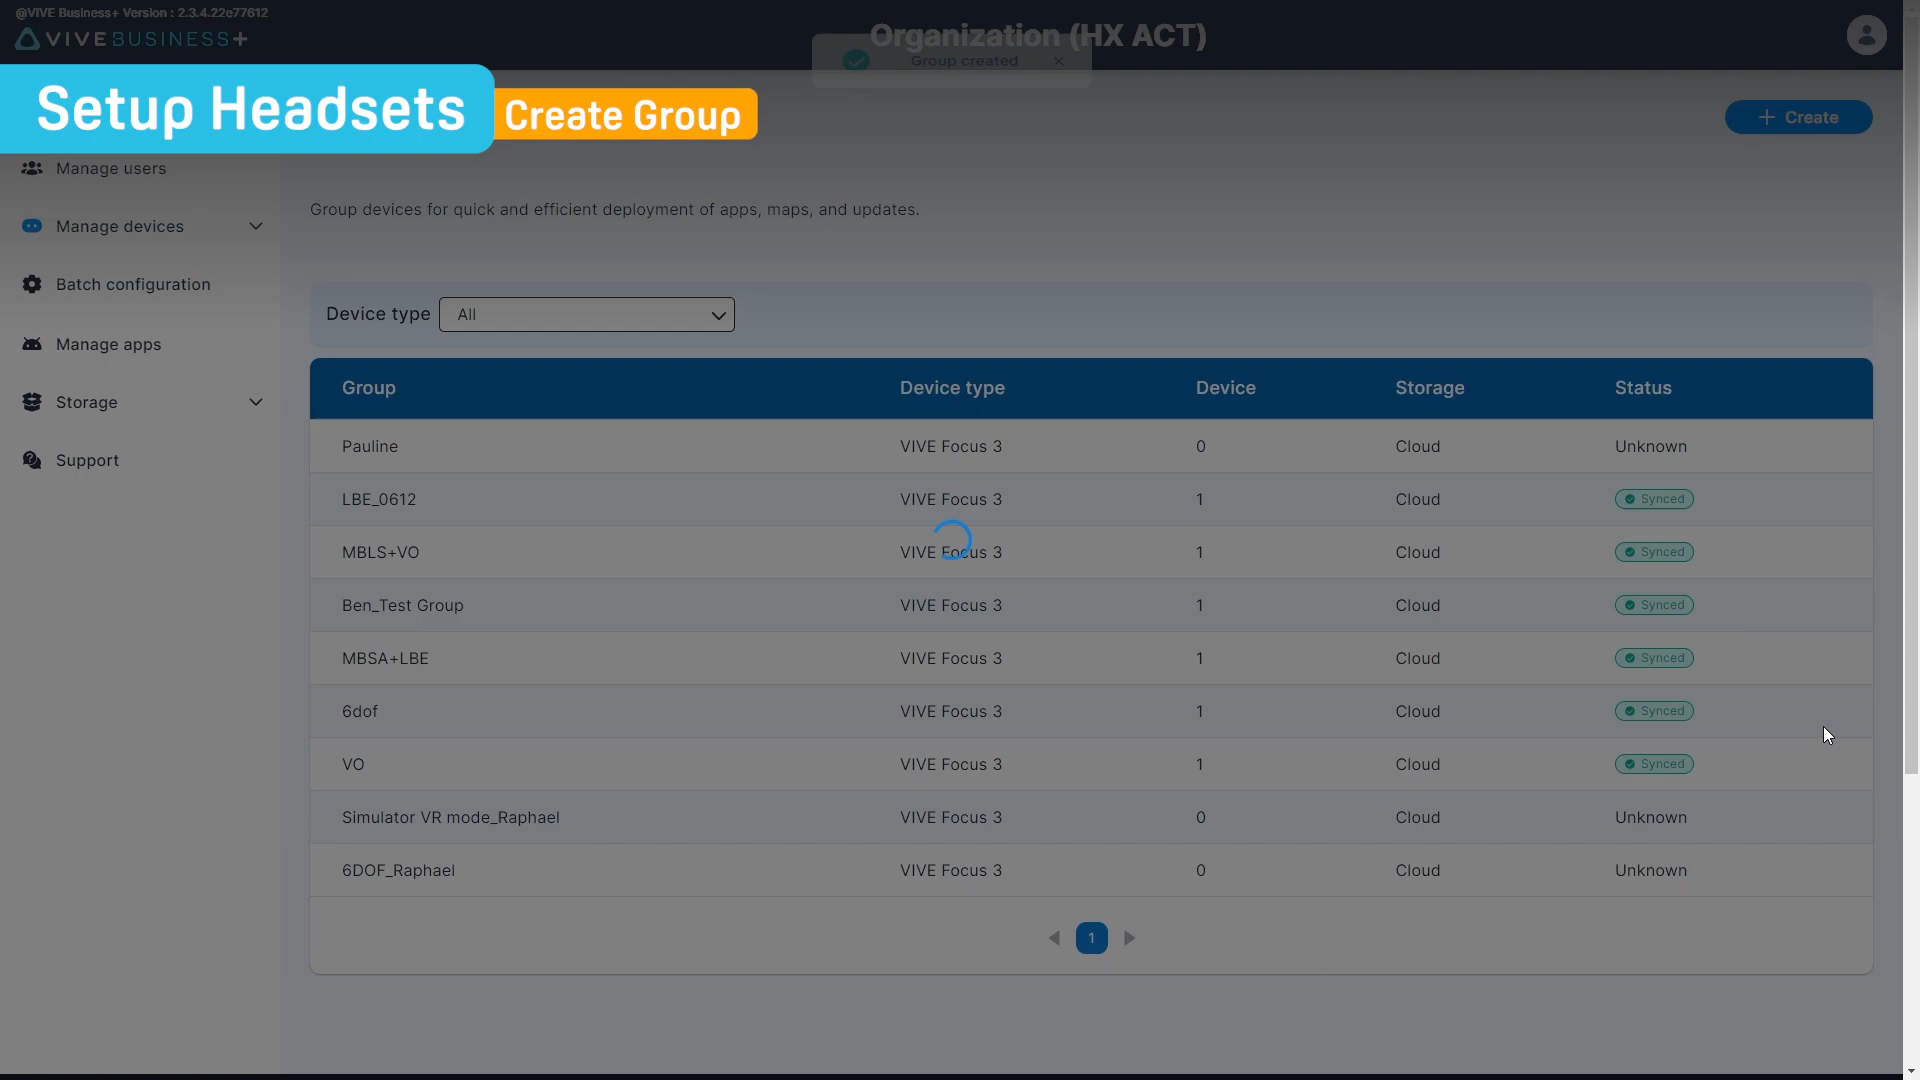 @VIVE Business+ Version : 2.3.4.22e77612
VIVEBUSINESS+
Organization (HX ACT)
Group created
Setup Headsets
Create Group
Create
Manage users
Manage devices
Batch configuration
Manage apps
Storage
Support
Group devices for quick and efficient deployment of apps, maps, and updates.
Device type All
Group Device type Device Storage Status
Pauline VIVE Focus 3 0 Cloud Unknown
LBE_0612 VIVE Focus 3 1 Cloud Synced
MBLS+VO VIVE Focus 3 1 Cloud Synced
Ben_Test Group VIVE Focus 3 1 Cloud Synced
MBSA+LBE VIVE Focus 3 1 Cloud Synced
6dof VIVE Focus 3 1 Cloud Synced
VO VIVE Focus 3 1 Cloud Synced
Simulator VR mode_Raphael VIVE Focus 3 0 Cloud Unknown
6DOF_Raphael VIVE Focus 3 0 Cloud Unknown
1